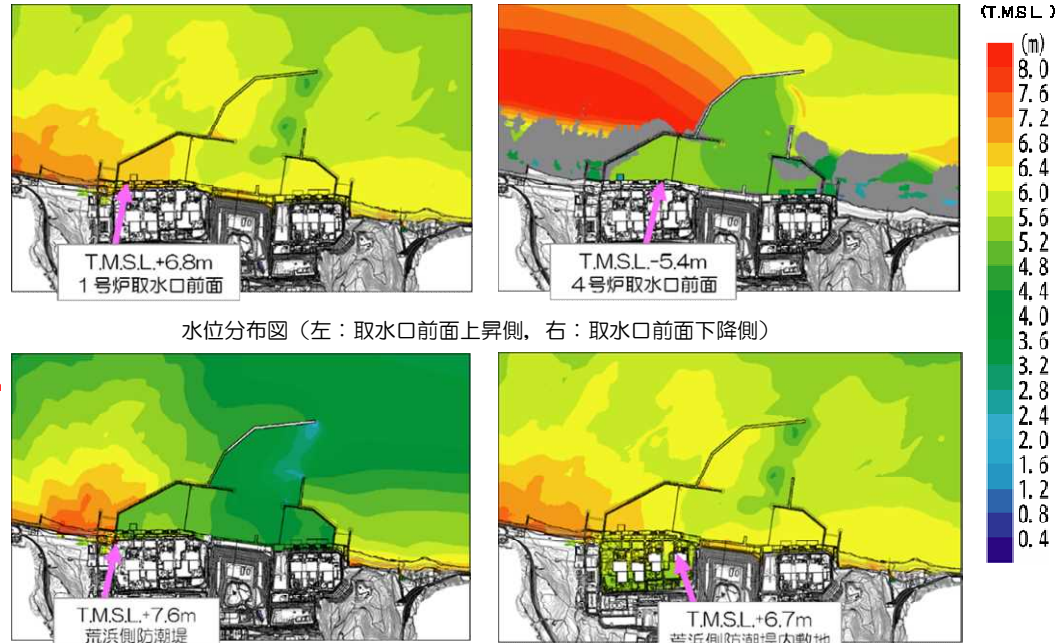 (T.M.S.L.)
(m)
8.0
7.6
7.2
6.8
6.4
6.0
5.6
5.2
4.8
4.4
4.0
3.6
3.2
2.8
2.4
2.0
1.6
1.2
0.8
0.4
T.M.S.L.+6.8m
1号炉取水口前面
T.M.S.L.-5.4m
4号炉取水口前面
水位分布図（左：取水口前面上昇側，右：取水口前面下降側）
T.M.S.L.+7.6m
荒浜側防潮堤
T.M.S.L.+6.7m
荒浜側防潮堤内敷地